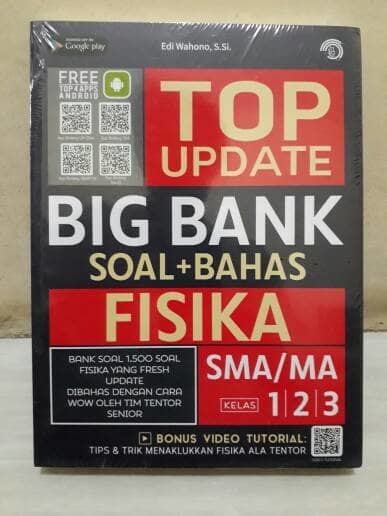 Google play
Edi Wahono, S.Si.
FREE
TOP 4 APPS
ANDROID
TOP
UPDATE
BIG BANK
SOAL+BAHAS
FISIKA
BANK SOAL 1.500 SOAL
FISIKA YANG FRESH
UPDATE
DIBAHAS DENGAN CARA
WOW OLEH TIM TENTOR
SENIOR
SMA/MA
KELAS 1|2|3
BONUS VIDEO TUTORIAL:
TIPS & TRIK MENAKLUKKAN FISIKA ALA TENTOR